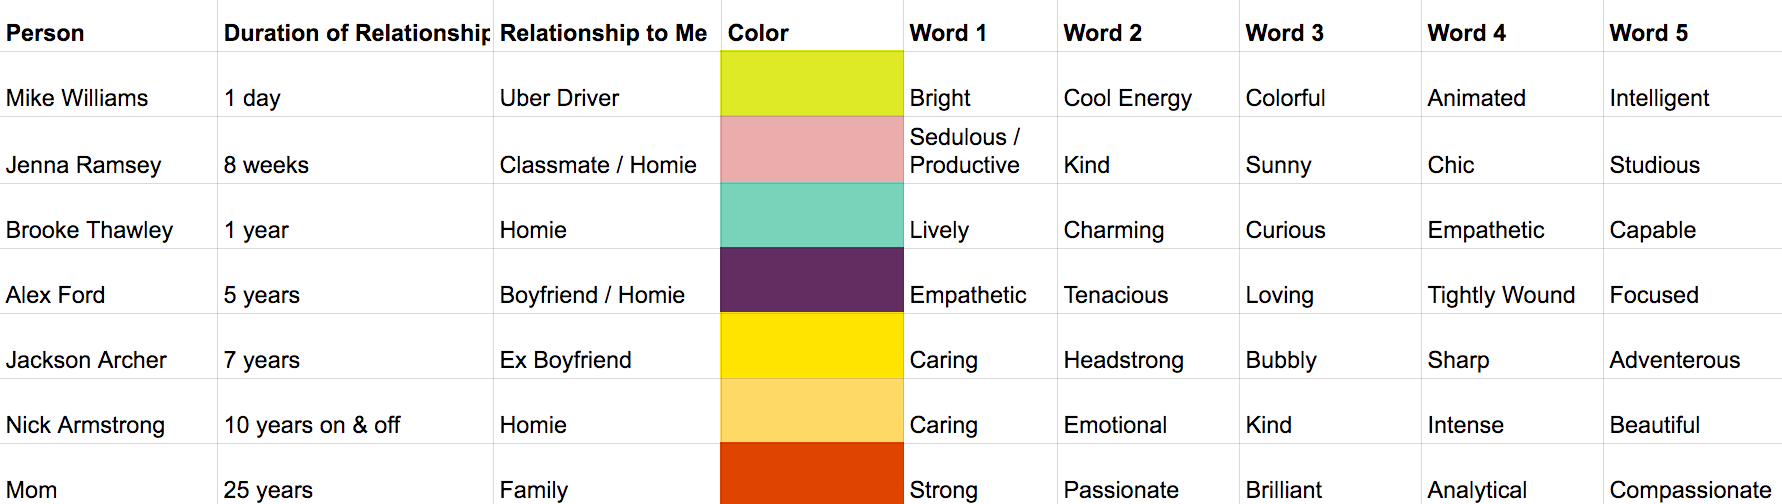 Person Duration of Relationship Relationship to Me Color Word 1 Word 2 Word 3 Word 4 Word 5
Mike Williams 1 day Uber Driver Bright Cool Energy Colorful Animated Intelligent
Jenna Ramsey 8 weeks Classmate / Homie Sedulous / Productive Kind Sunny Chic Studious
Brooke Thawley 1 year Homie Lively Charming Curious Empathetic Capable
Alex Ford 5 years Boyfriend / Homie Empathetic Tenacious Loving Tightly Wound Focused
Jackson Archer 7 years Ex Boyfriend Caring Headstrong Bubbly Sharp Adventerous
Nick Armstrong 10 years on & off Homie Caring Emotional Kind Intense Beautiful
Mom 25 years Family Strong Passionate Brilliant Analytical Compassionate